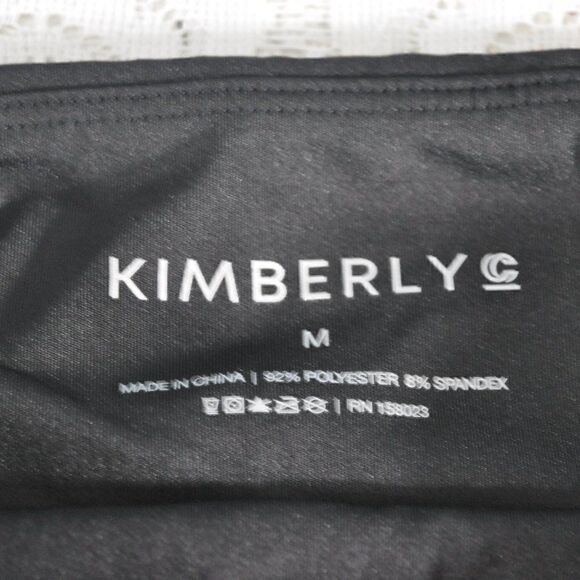 KIMBERLY C
M
MADE IN CHINA | 92% POLYESTER 8% SPANDEX
| RN 158023